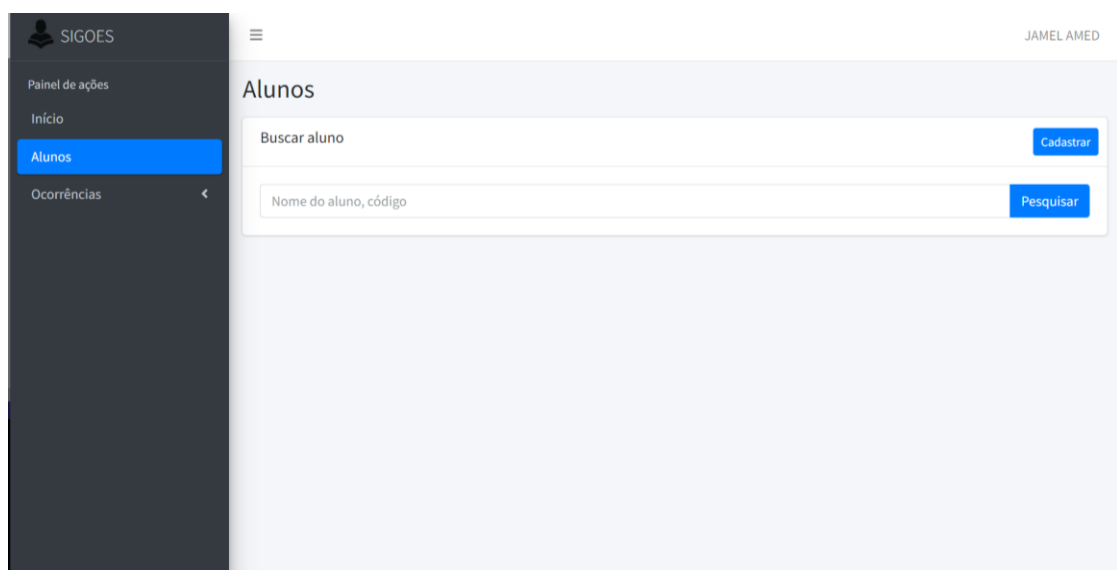 SIGOES
JAMEL AMED
Painel de ações
Início
Alunos
Ocorrências
Alunos
Buscar aluno
Cadastrar
Nome do aluno, código
Pesquisar